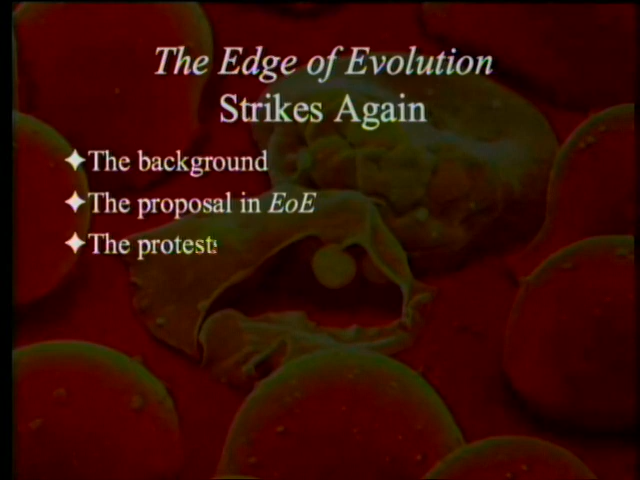 The Edge of Evolution
Strikes Again
The background
The proposal in EoE
The protests